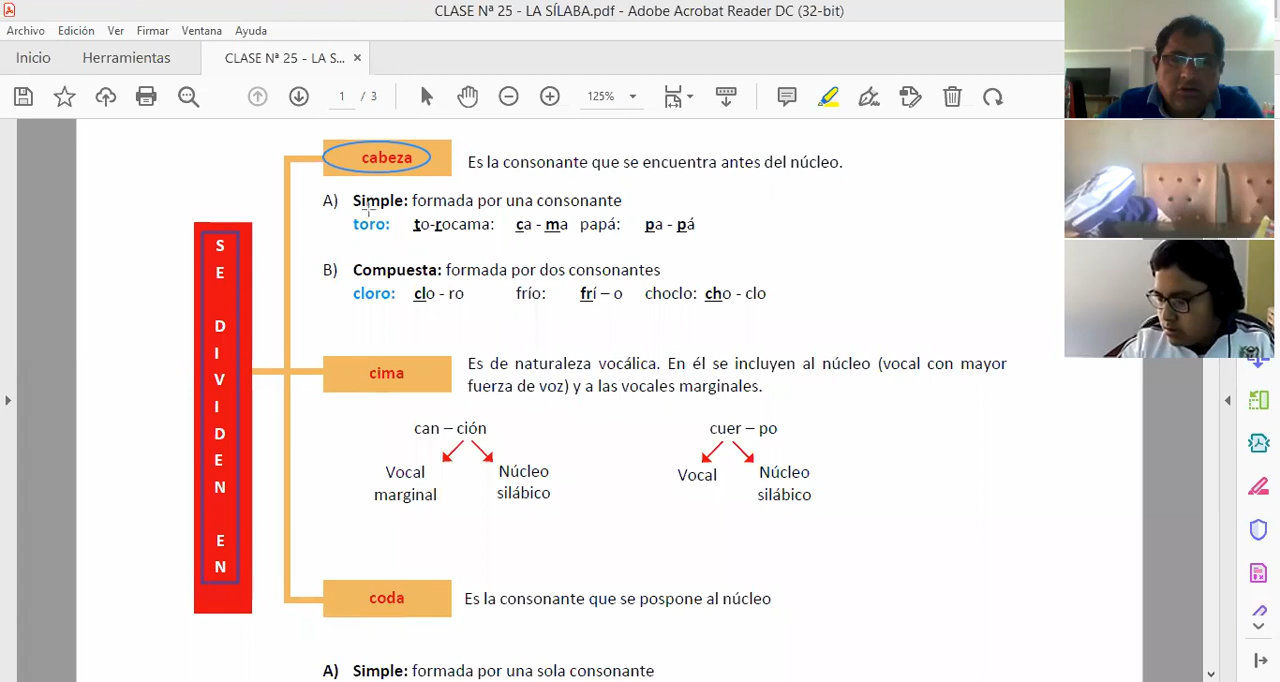 CLASE Nª 25 - LA SÍLABA.pdf - Adobe Acrobat Reader DC (32-bit)
Archivo Edición Ver Firmar Ventana Ayuda
Inicio Herramientas CLASE Nª 25 - LA S... ×
1 / 3 125%
cabeza Es la consonante que se encuentra antes del núcleo.
A) Simple: formada por una consonante
toro: to-rocama: ca - ma papá: pa - pá
B) Compuesta: formada por dos consonantes
cloro: clo - ro frío: frí – o choclo: cho - clo
SE DIVIDEN EN
cima Es de naturaleza vocálica. En él se incluyen al núcleo (vocal con mayor
fuerza de voz) y a las vocales marginales.
can – ción cuer – po
Vocal Núcleo Vocal Núcleo
marginal silábico silábico
coda Es la consonante que se pospone al núcleo
A) Simple: formada por una sola consonante